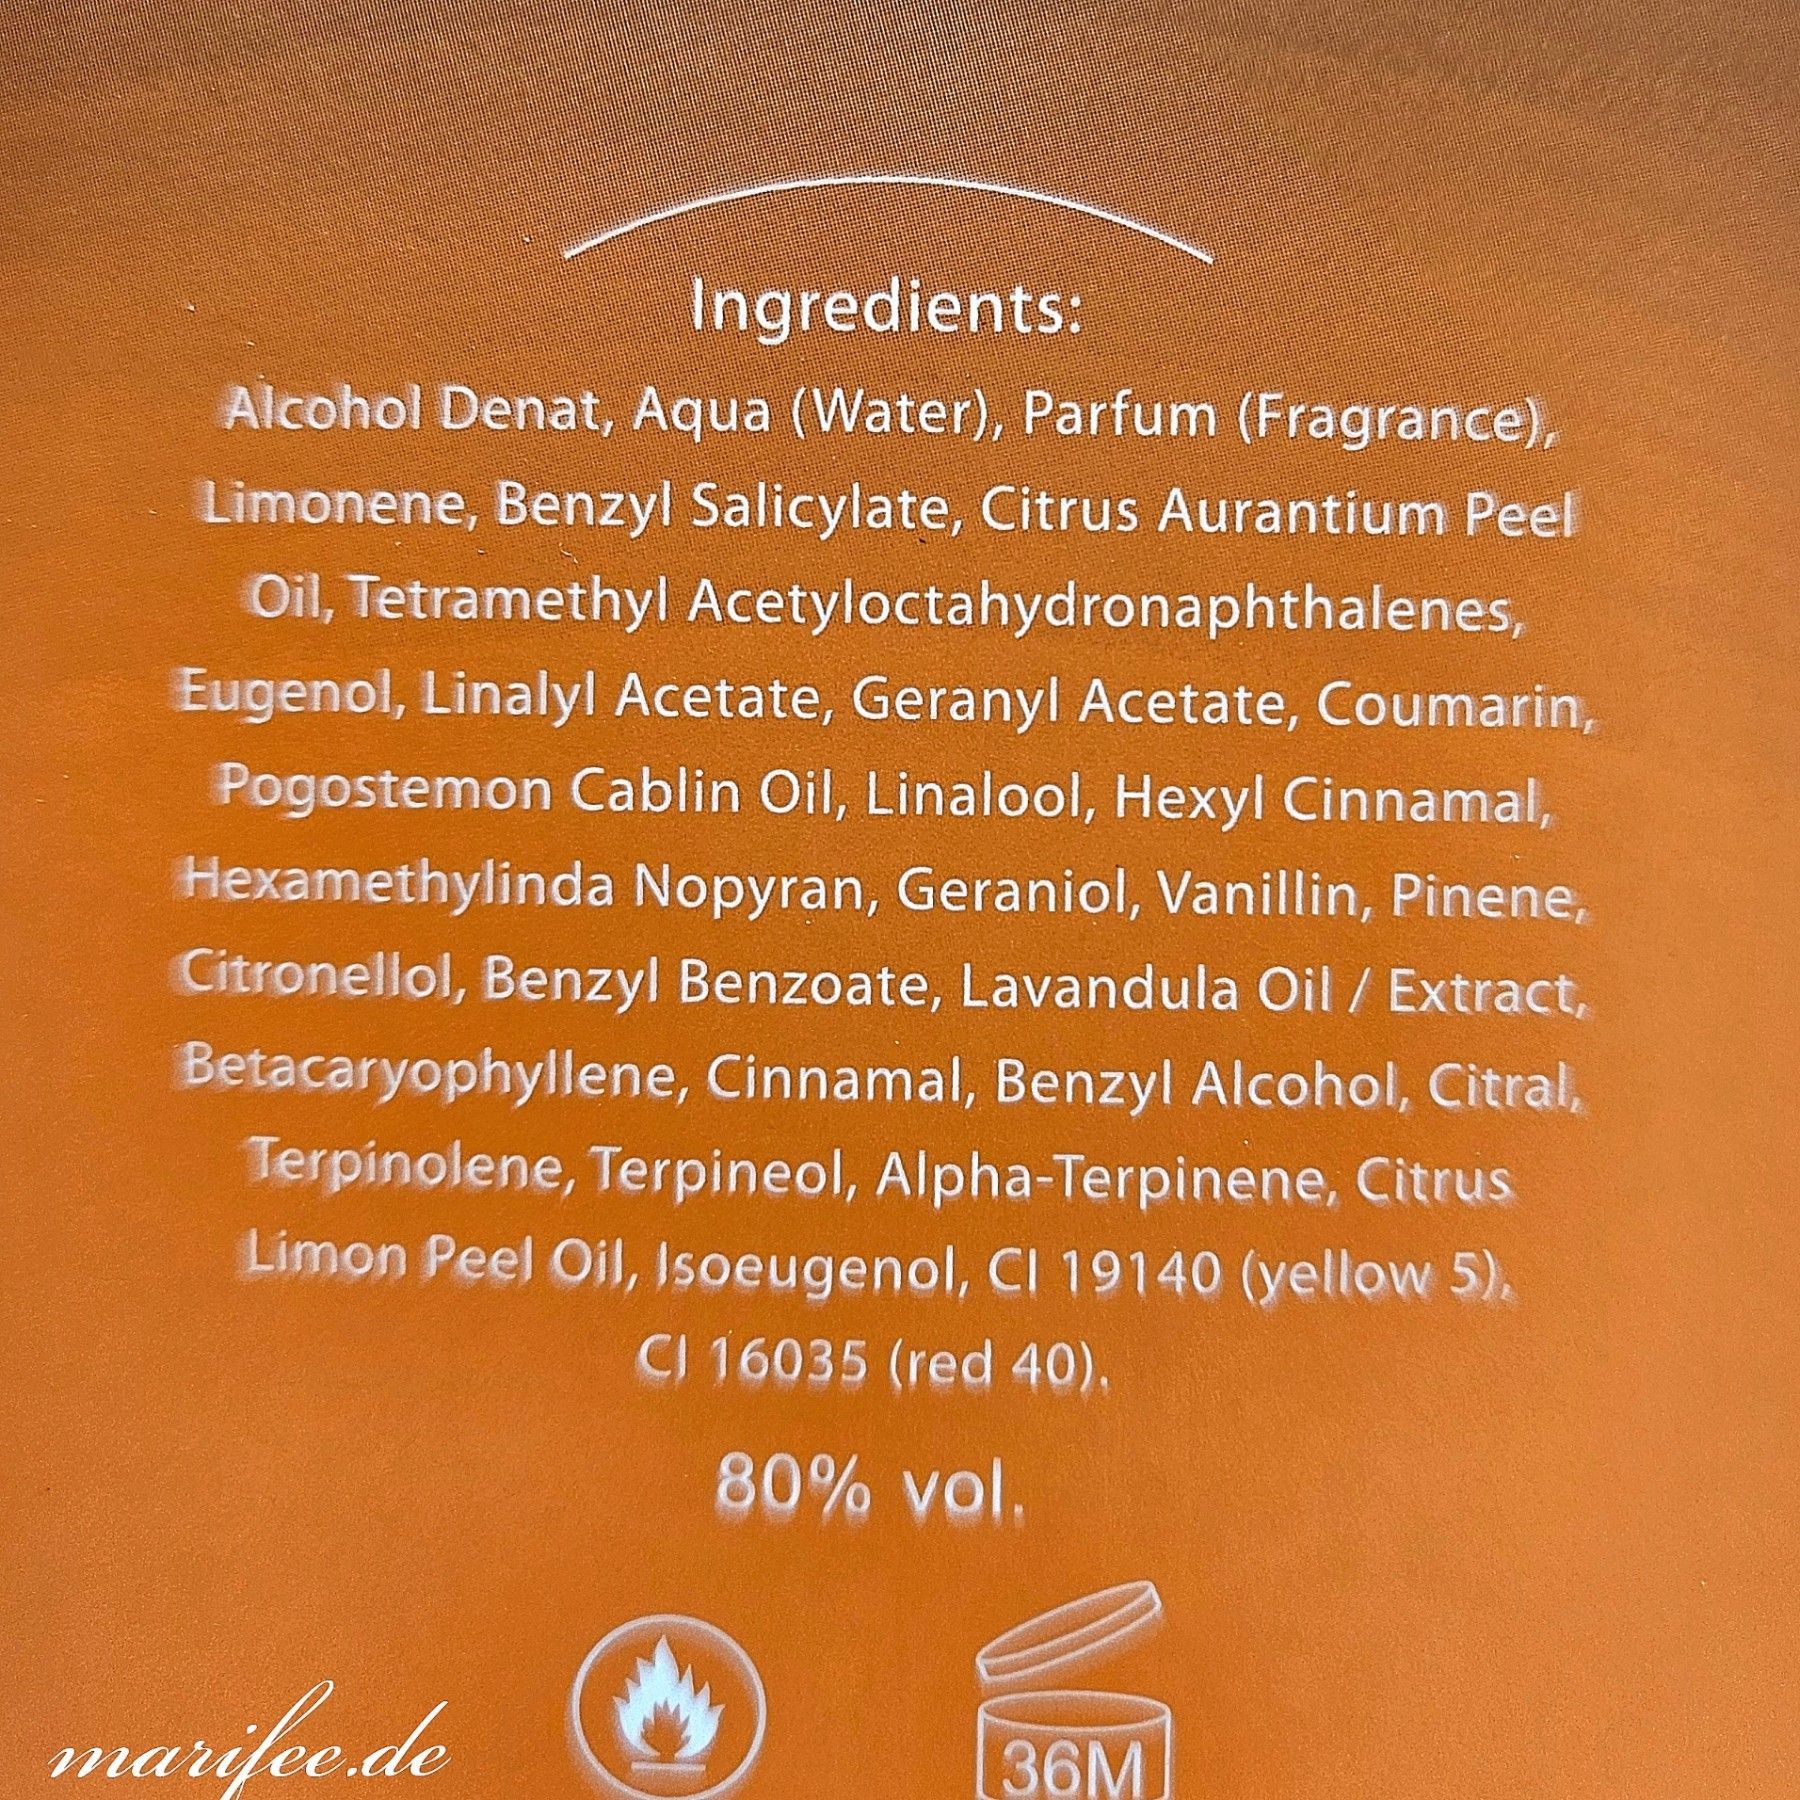 Ingredients:
Alcohol Denat, Aqua (Water), Parfum (Fragrance),
Limonene, Benzyl Salicylate, Citrus Aurantium Peel
Oil, Tetramethyl Acetyloctahydronaphthalenes,
Eugenol, Linalyl Acetate, Geranyl Acetate, Coumarin,
Pogostemon Cablin Oil, Linalool, Hexyl Cinnamal,
Hexamethylinda Nopyran, Geraniol, Vanillin, Pinene,
Citronellol, Benzyl Benzoate, Lavandula Oil / Extract,
Betacaryophyllene, Cinnamal, Benzyl Alcohol, Citral,
Terpinolene, Terpineol, Alpha-Terpinene, Citrus
Limon Peel Oil, Isoeugenol, CI 19140 (yellow 5),
CI 16035 (red 40).
80% vol.
36M
marifee.de